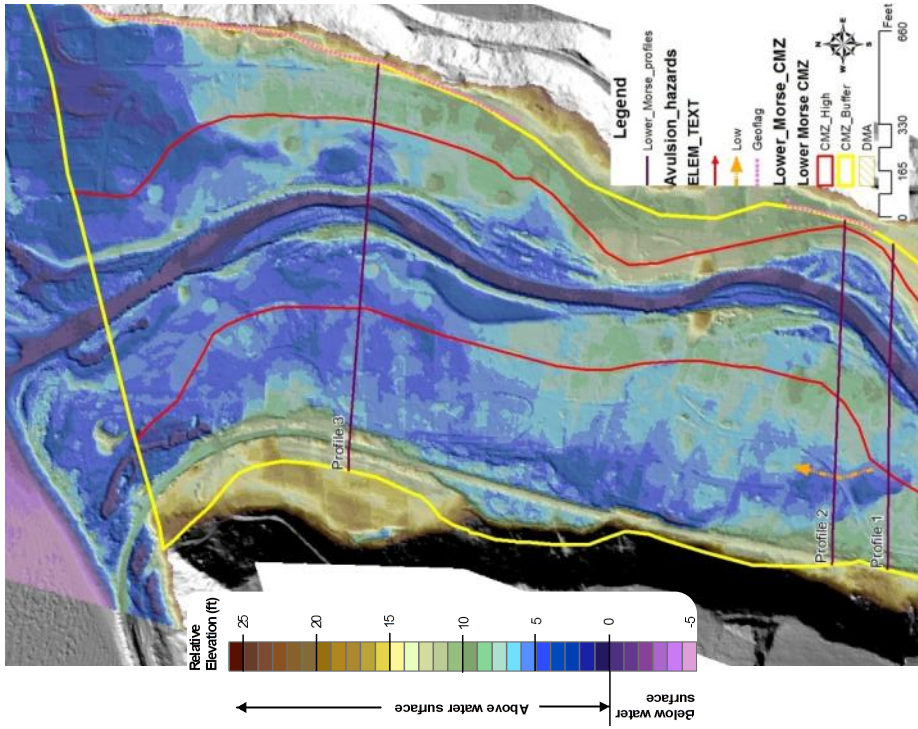 Profile 3
Profile 2
Profile 1
Relative
Elevation (ft)
25
20
15
10
5
0
-5
Above water surface
Below water
surface
Legend
Lower_Morse_profiles
Avulsion_hazards
ELEM_TEXT
Low
Geoflag
Lower_Morse_CMZ
Lower Morse CMZ
CMZ_High
CMZ_Buffer
DMA
N
E
S
W
0 165 330 660
Feet